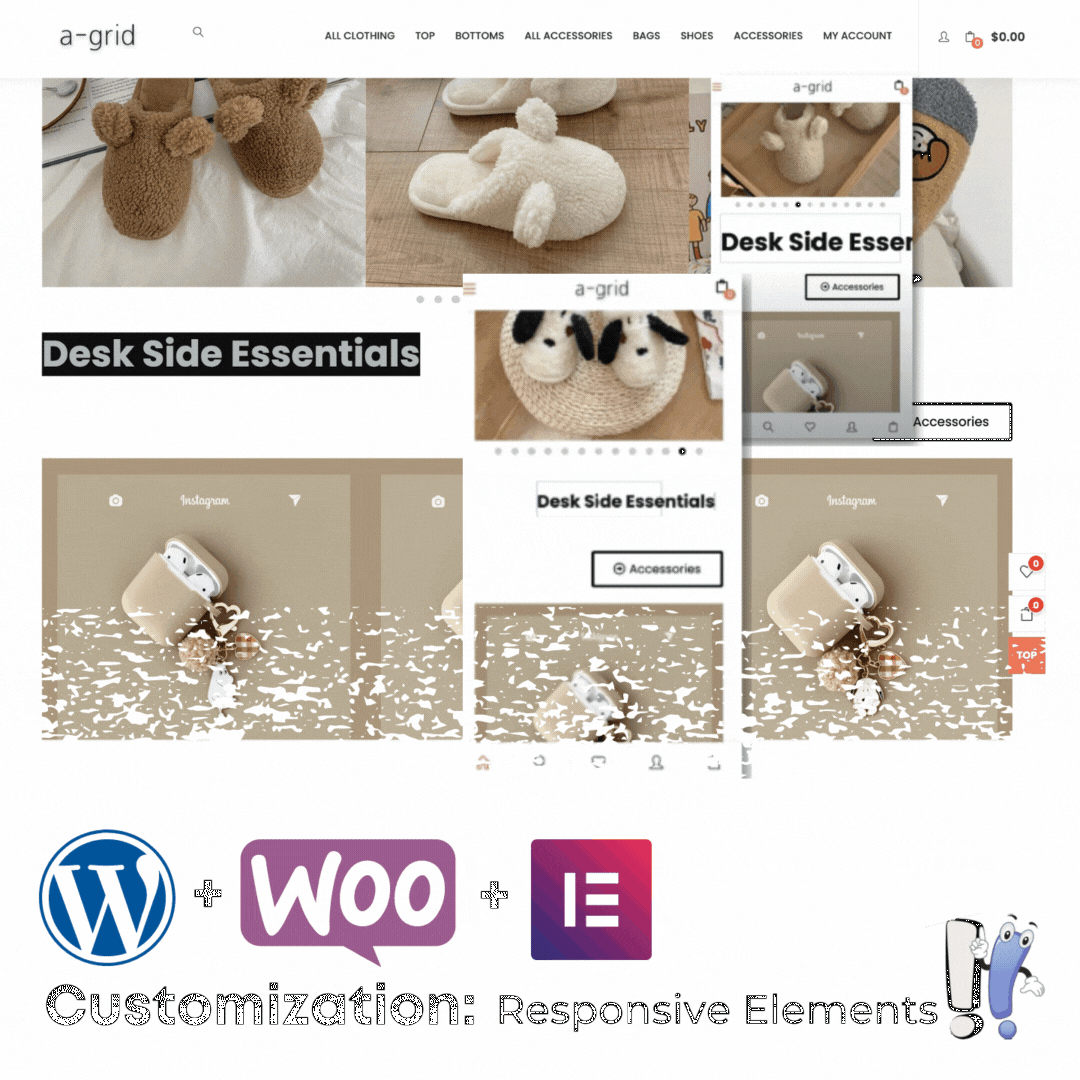 a-grid
ALL CLOTHING TOP BOTTOMS ALL ACCESSORIES BAGS SHOES ACCESSORIES MY ACCOUNT 0 $0.00
a-grid
Desk Side Esser
Accessories
Instagram
a-grid
0
Desk Side Essentials
Accessories
Desk Side Essentials
Accessories
Instagram
Instagram
0
0
TOP
W + WOO + E
Customization: Responsive Elements